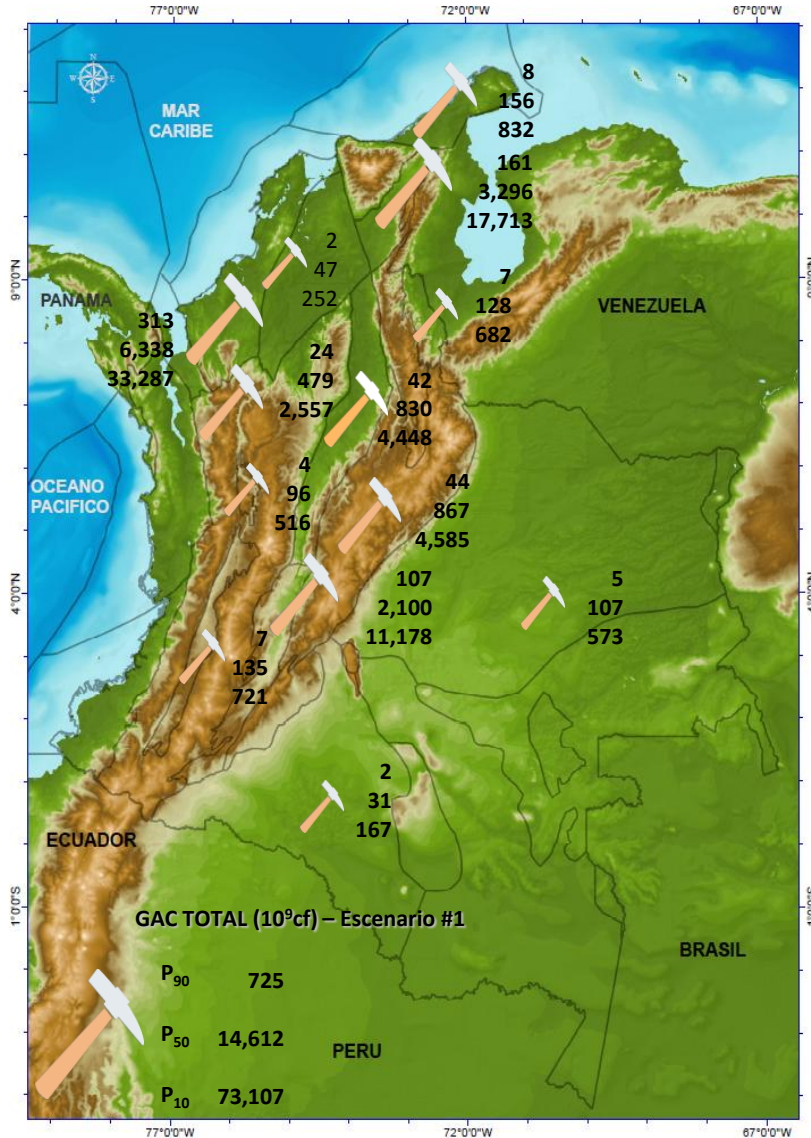 77°0'0"W 72°0'0"W 67°0'0"W
N
W E
S
MAR
CARIBE
8
156
832
161
3,296
17,713
2
47
252
9°0'0"N
PANAMA
7
128
682
VENEZUELA
313
6,338
33,287
24
479
2,557
42
830
4,448
OCEANO
PACIFICO
4
96
516
44
867
4,585
4°0'0"N
107
2,100
11,178
5
107
573
7
135
721
2
31
167
ECUADOR
1°0'0"S
GAC TOTAL (10⁹cf) – Escenario #1
BRASIL
P₉₀ 725
P₅₀ 14,612
PERU
P₁₀ 73,107
77°0'0"W 72°0'0"W 67°0'0"W